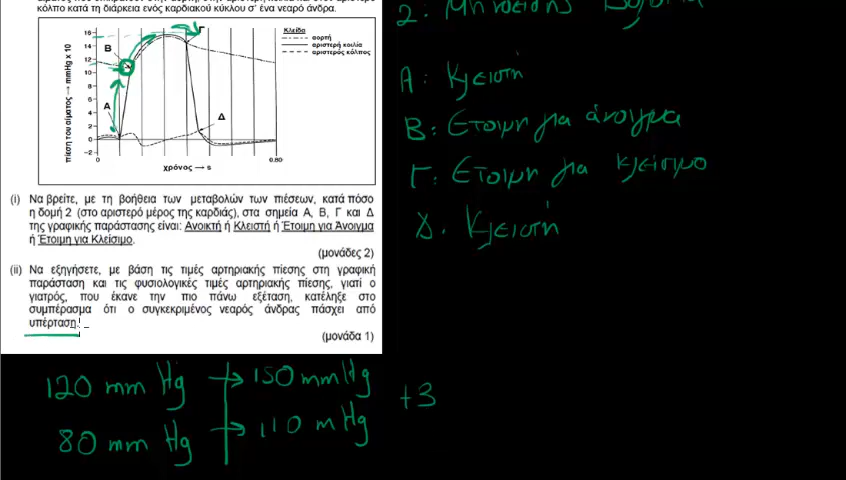 κόλπο κατά τη διάρκεια ενός καρδιακού κύκλου σ' ένα νεαρό άνδρα.
Κλείδα
αορτή
αριστερή κοιλία
αριστερός κόλπος
πίεση του αίματος → mmHg x 10
16
14
12
10
8
6
4
2
0
−2
Α
Β
Γ
Δ
0
0.80
χρόνος → s
(i) Να βρείτε, με τη βοήθεια των μεταβολών των πιέσεων, κατά πόσο
η δομή 2 (στο αριστερό μέρος της καρδιάς), στα σημεία Α, Β, Γ και Δ
της γραφικής παράστασης είναι: Ανοικτή ή Κλειστή ή Έτοιμη για Άνοιγμα
ή Έτοιμη για Κλείσιμο.
(μονάδες 2)
(ii) Να εξηγήσετε, με βάση τις τιμές αρτηριακής πίεσης στη γραφική
παράσταση και τις φυσιολογικές τιμές αρτηριακής πίεσης, γιατί ο
γιατρός, που έκανε την πιο πάνω εξέταση, κατέληξε στο
συμπέρασμα ότι ο συγκεκριμένος νεαρός άνδρας πάσχει από
υπέρταση.
(μονάδα 1)
2:
Α: Κλειστή
Β: Έτοιμη για άνοιγμα
Γ: Έτοιμη για κλείσιμο
Δ. Κλειστή
120 mm Hg → 150 mmHg
80 mm Hg → 110 mHg
+3